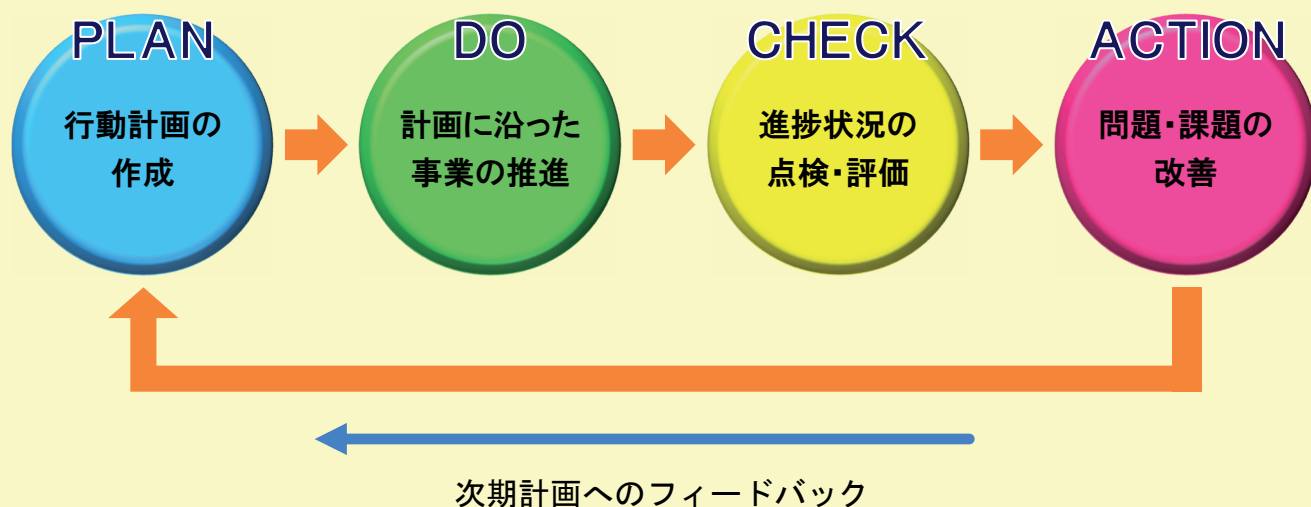 PLAN
行動計画の
作成
DO
計画に沿った
事業の推進
CHECK
進捗状況の
点検・評価
ACTION
問題・課題の
改善
次期計画へのフィードバック